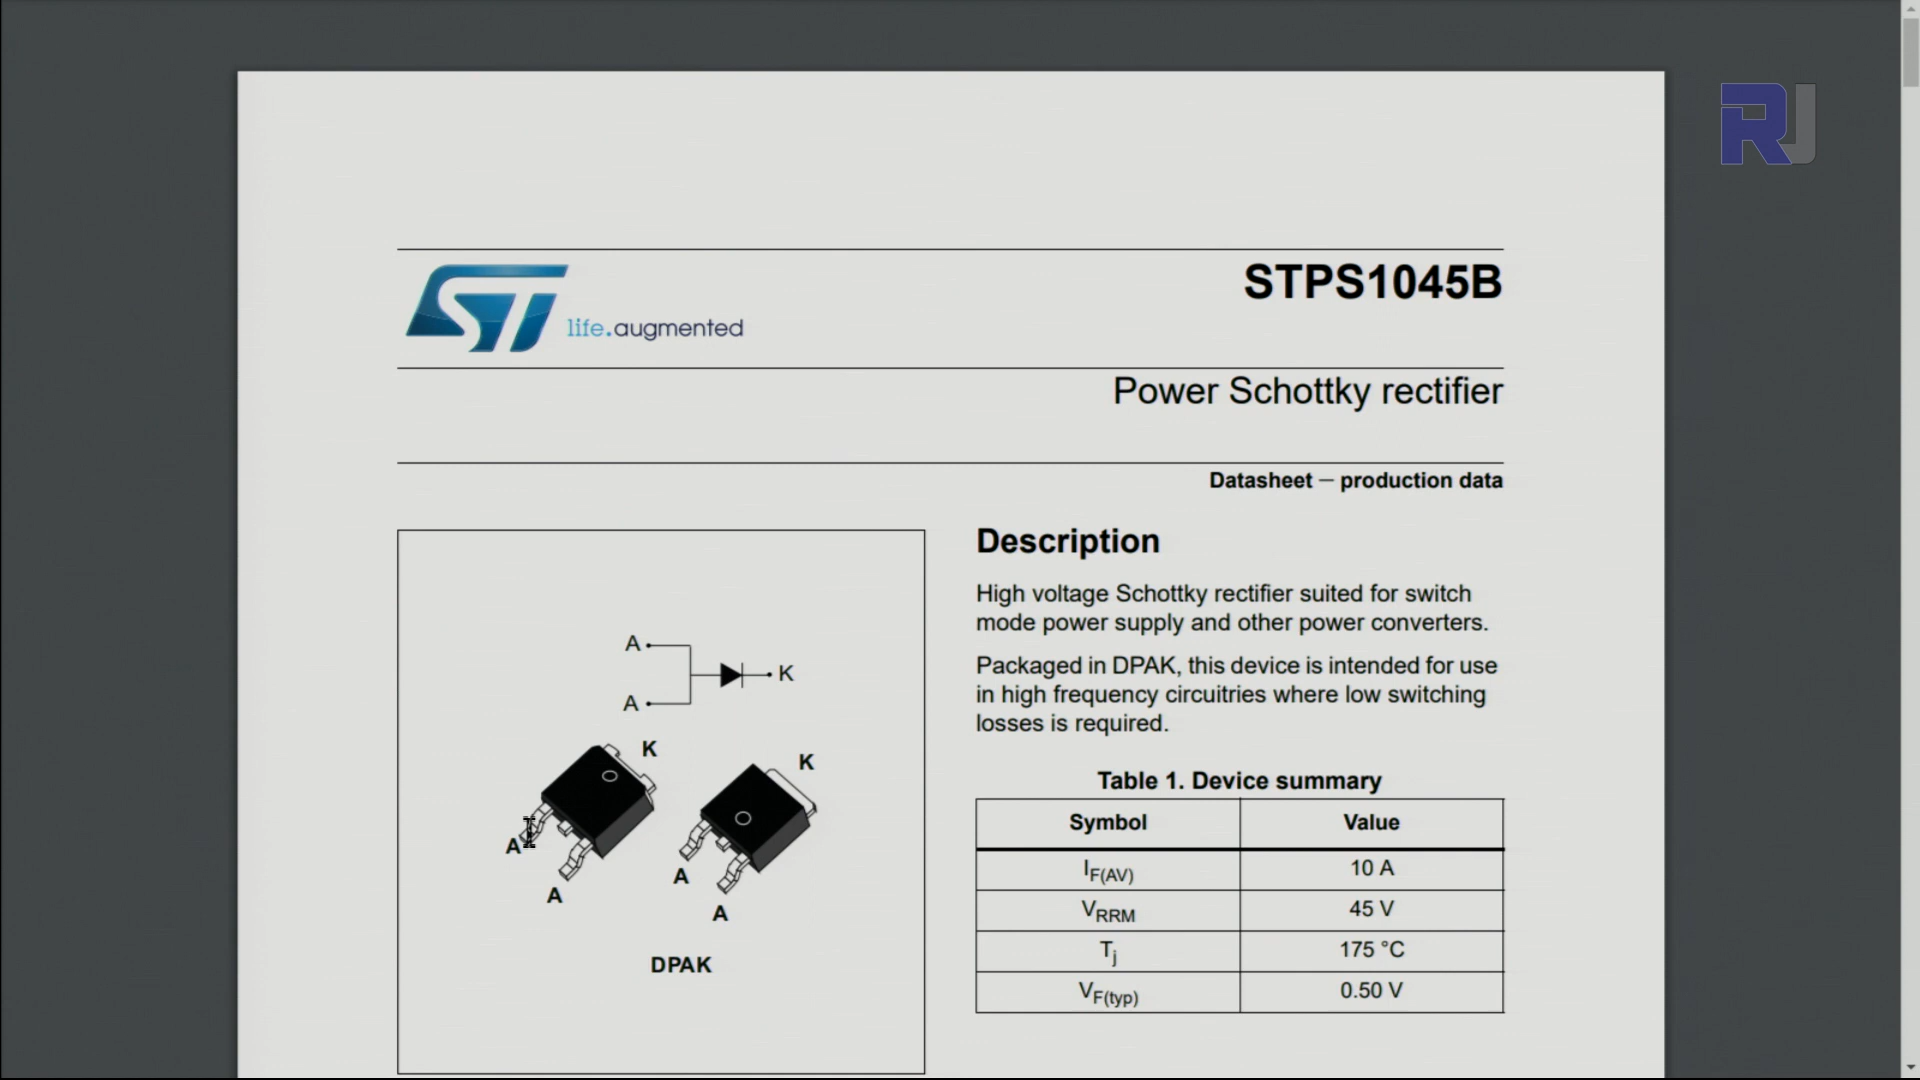 RJ
STPS1045B
ST life.augmented
Power Schottky rectifier
Datasheet — production data
Description
High voltage Schottky rectifier suited for switch
mode power supply and other power converters.
Packaged in DPAK, this device is intended for use
in high frequency circuitries where low switching
losses is required.
A
K
A
K
A
A
K
A
A
DPAK
Table 1. Device summary
Symbol Value
IF(AV) 10 A
VRRM 45 V
Tj 175 °C
VF(typ) 0.50 V